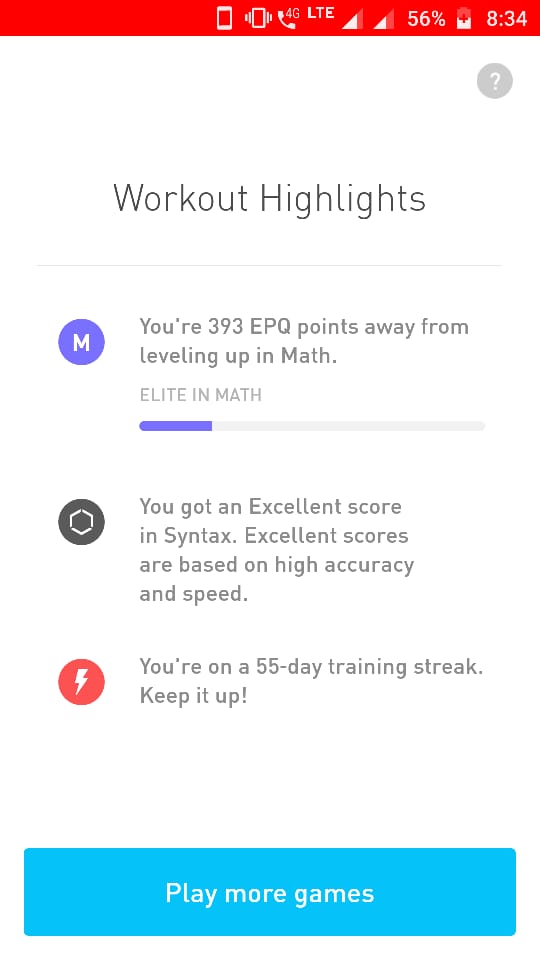 4G LTE 56% 8:34
?
Workout Highlights
M
You're 393 EPQ points away from
leveling up in Math.
ELITE IN MATH
You got an Excellent score
in Syntax. Excellent scores
are based on high accuracy
and speed.
You're on a 55-day training streak.
Keep it up!
Play more games